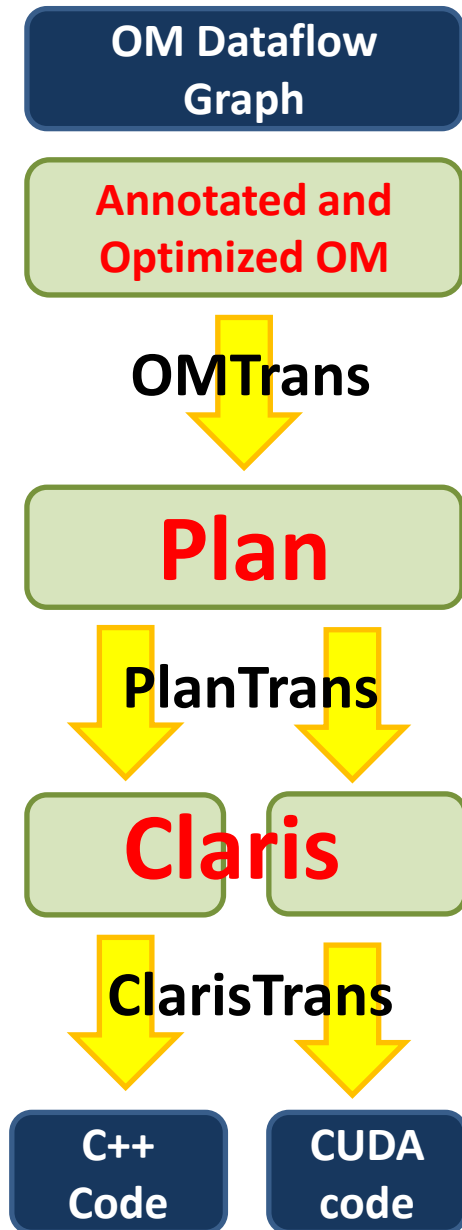 OM Dataflow
Graph
Annotated and
Optimized OM
OMTrans
Plan
PlanTrans
Claris
ClarisTrans
C++
Code
CUDA
code